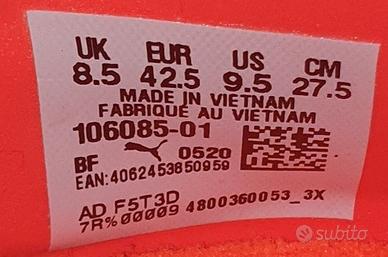 UK EUR US CM
8.5 42.5 9.5 27.5
MADE IN VIETNAM
FABRIQUE AU VIETNAM
106085-01
BF 0520
EAN:4062453850959
AD F5T3D
7R%00009 4800360053_3X
subito